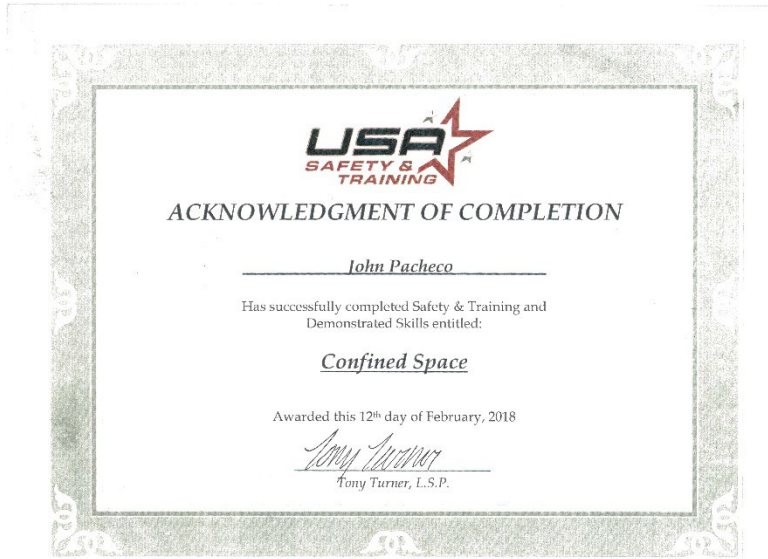 USA
SAFETY &
TRAINING
ACKNOWLEDGMENT OF COMPLETION
John Pacheco
Has successfully completed Safety & Training and
Demonstrated Skills entitled:
Confined Space
Awarded this 12th day of February, 2018
Tony Turner
Tony Turner, L.S.P.